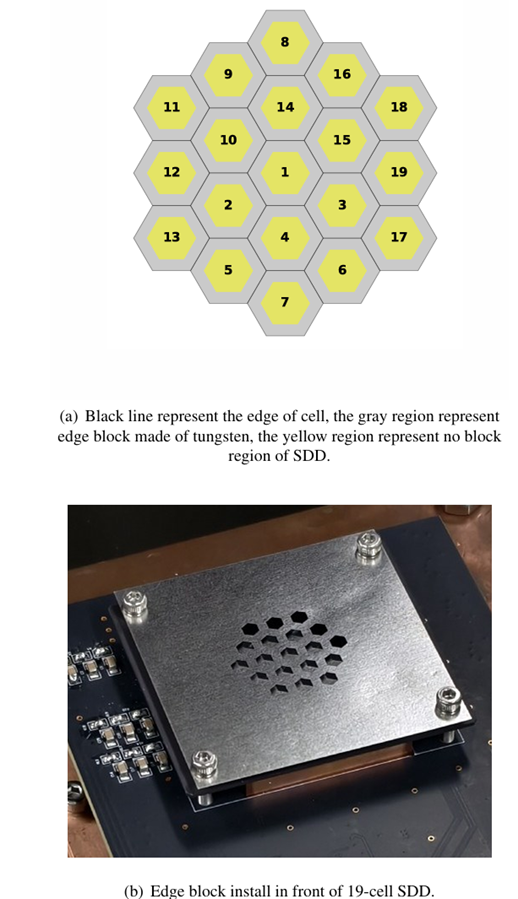 8
9 16
11 14 18
10 15
12 1 19
2 3
13 4 17
5 6
7
(a) Black line represent the edge of cell, the gray region represent
edge block made of tungsten, the yellow region represent no block
region of SDD.
(b) Edge block install in front of 19-cell SDD.